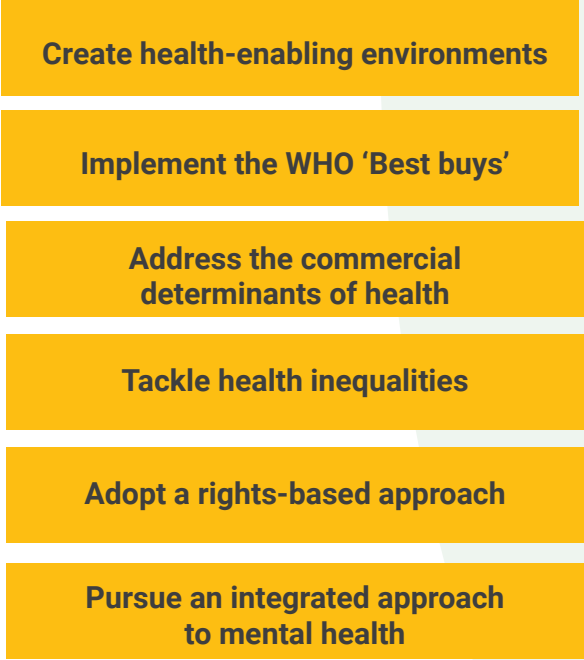 Create health-enabling environments
Implement the WHO ‘Best buys’
Address the commercial
determinants of health
Tackle health inequalities
Adopt a rights-based approach
Pursue an integrated approach
to mental health